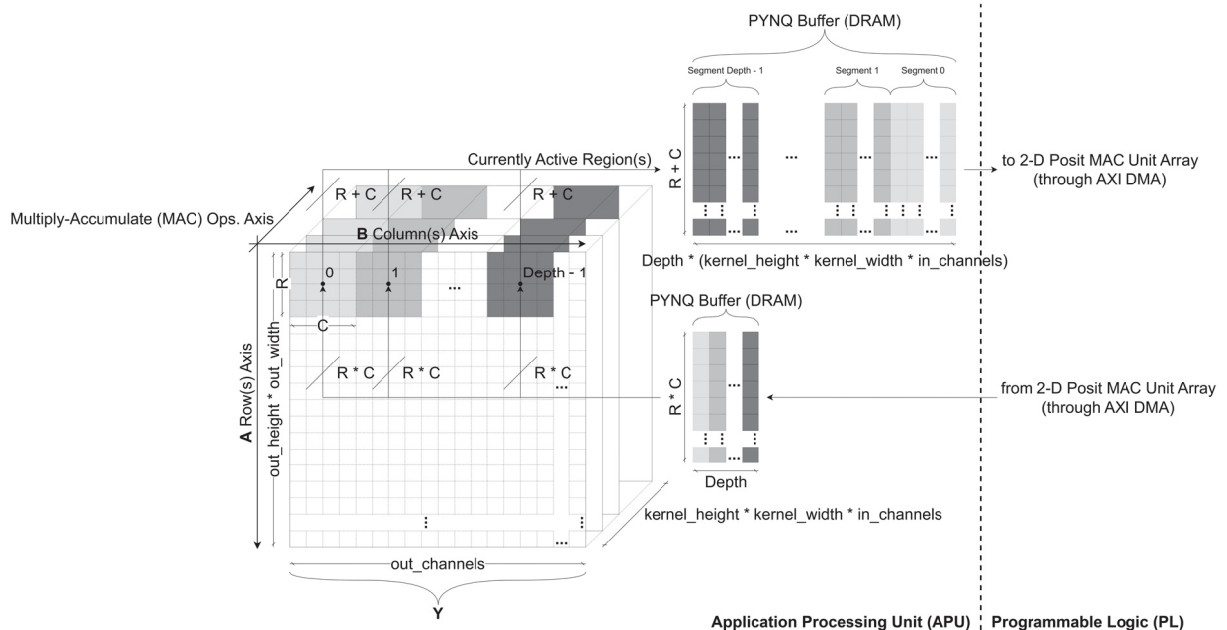 PYNQ Buffer (DRAM)
Segment Depth - 1
Segment 1
Segment 0
R + C
...
...
...
...
to 2-D Posit MAC Unit Array
(through AXI DMA)
Currently Active Region(s)
R + C
R + C
R + C
Multiply-Accumulate (MAC) Ops. Axis
B Column(s) Axis
Depth * (kernel_height * kernel_width * in_channels)
0
1
Depth - 1
R
...
C
PYNQ Buffer (DRAM)
A Row(s) Axis
out_height * out_width
R * C
R * C
R * C
...
R * C
...
from 2-D Posit MAC Unit Array
(through AXI DMA)
Depth
kernel_height * kernel_width * in_channels
...
out_channels
Y
Application Processing Unit (APU)
Programmable Logic (PL)